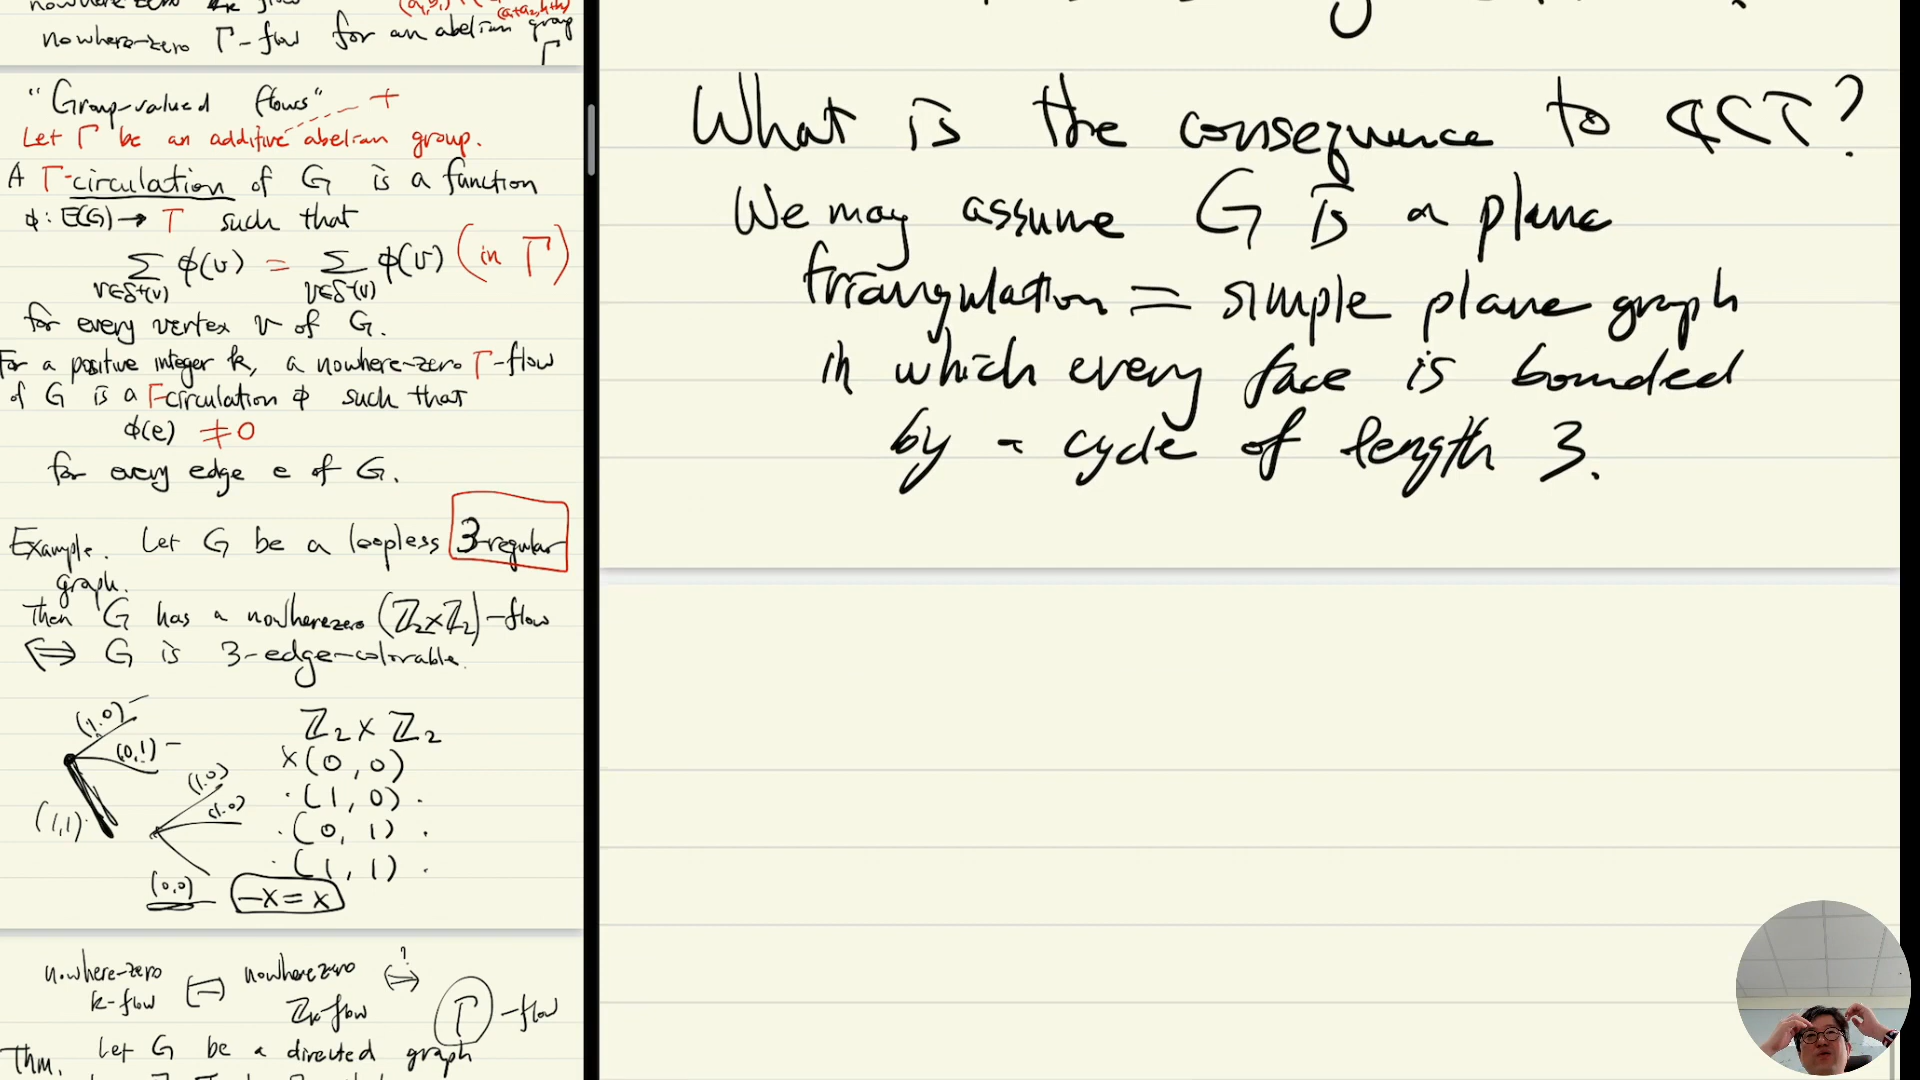 nowhere-zero Γ-flow for an abelian group
Γ
"Group-valued flows" +
Let Γ be an additive abelian group.
A Γ-circulation of G is a function
ϕ: E(G)→ Γ such that
∑ ϕ(v) = ∑ ϕ(v) (in Γ)
v∈δ⁺(v) v∈δ⁻(v)
for every vertex v of G.
For a positive integer k, a nowhere-zero Γ-flow
of G is a Γ-circulation ϕ such that
ϕ(e) ≠0
for every edge e of G.
Example. Let G be a loopless 3-regular
graph.
Then G has a nowherezero (ℤ₂×ℤ₂)-flow
⟺ G is 3-edge-colorable.
(1,0)
(0,1)
(1,1)
(1,0)
(1,0)
(0,0)
ℤ₂ × ℤ₂
×(0,0)
·(1,0)·
·(0,1)·
·(1,1)·
-x=x
nowhere-zero k-flow ⟺ nowherezero ℤₖ-flow ⟺? Γ-flow
Thm. Let G be a directed graph
What is the consequence to 4CT?
We may assume G is a plane
triangulation = simple plane graph
in which every face is bounded
by a cycle of length 3.